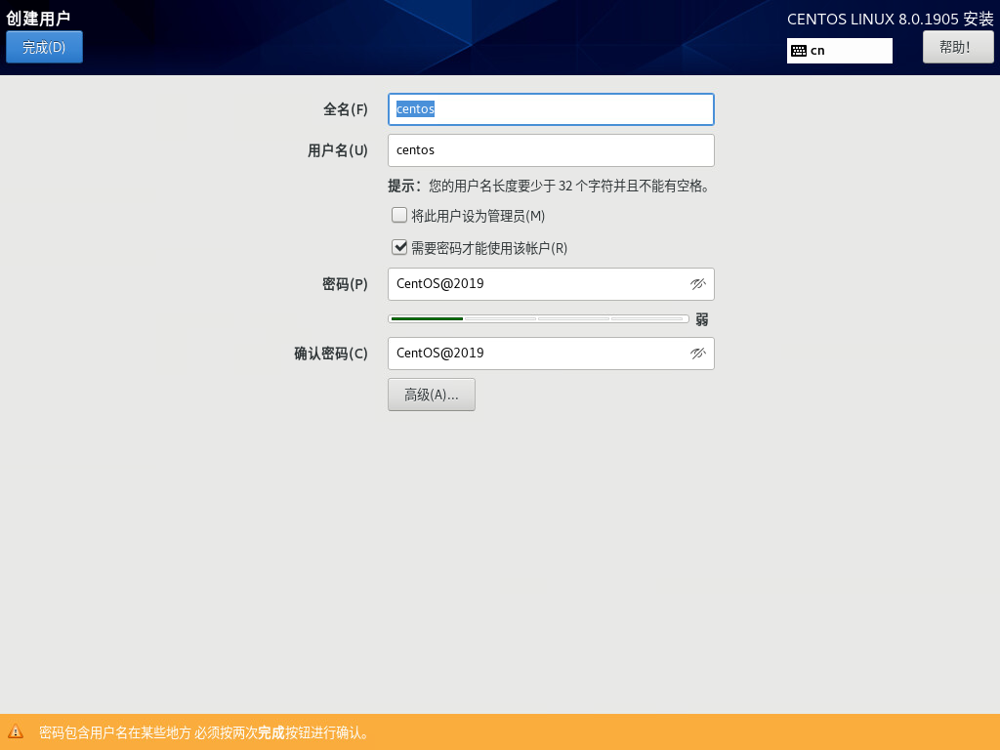 创建用户
CENTOS LINUX 8.0.1905 安装
完成(D)
cn
帮助!
全名(F)
centos
用户名(U)
centos
提示：您的用户名长度要少于 32 个字符并且不能有空格。
将此用户设为管理员(M)
需要密码才能使用该帐户(R)
密码(P)
CentOS@2019
弱
确认密码(C)
CentOS@2019
高级(A)...
密码包含用户名在某些地方 必须按两次完成按钮进行确认。